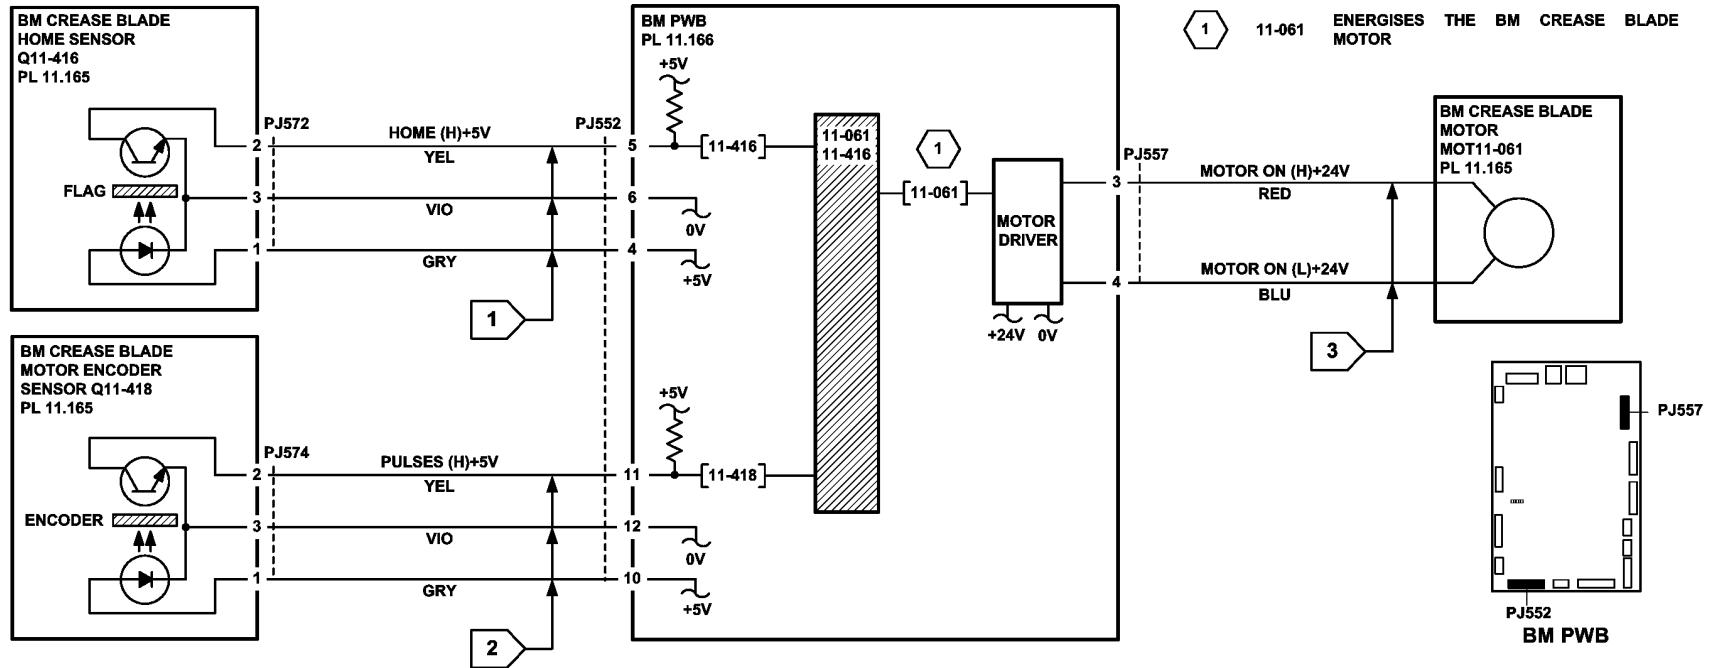 BM CREASE BLADE
HOME SENSOR
Q11-416
PL 11.165
FLAG
PJ572
2
3
1
HOME (H)+5V
YEL
VIO
GRY
1
PJ552
5
6
4
BM PWB
PL 11.166
+5V
[11-416]
0V
+5V
11-061
11-416
1
[11-061]
MOTOR
DRIVER
+24V 0V
PJ557
3
4
MOTOR ON (H)+24V
RED
MOTOR ON (L)+24V
BLU
3
1 11-061 ENERGISES THE BM CREASE BLADE
MOTOR
BM CREASE BLADE
MOTOR
MOT11-061
PL 11.165
BM CREASE BLADE
MOTOR ENCODER
SENSOR Q11-418
PL 11.165
ENCODER
PJ574
2
3
1
PULSES (H)+5V
YEL
VIO
GRY
2
11
12
10
+5V
[11-418]
0V
+5V
PJ557
PJ552
BM PWB